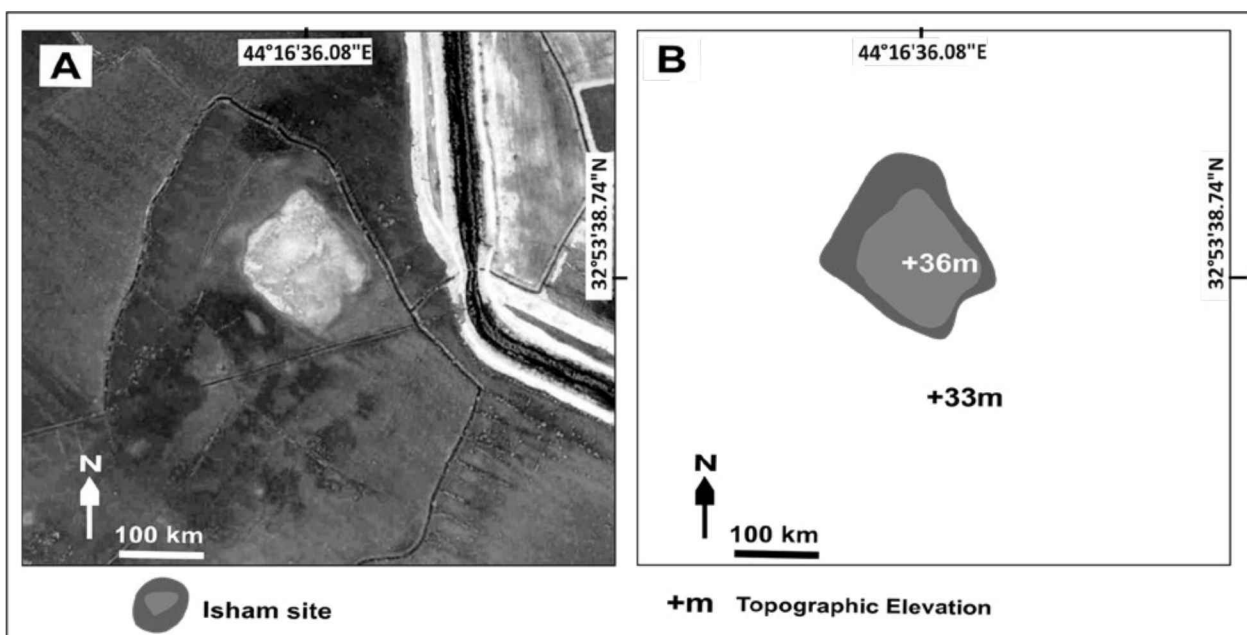 A
44°16'36.08"E
32°53'38.74"N
N
100 km
B
44°16'36.08"E
32°53'38.74"N
+36m
+33m
N
100 km
Isham site
+m Topographic Elevation